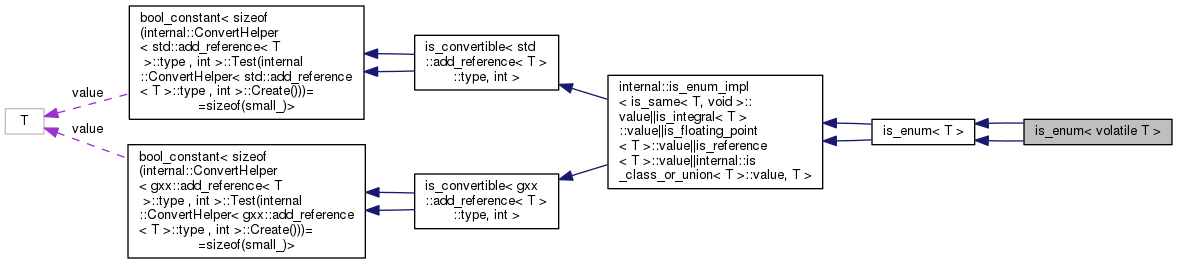 T
value
value
bool_constant< sizeof
(internal::ConvertHelper
< std::add_reference< T
>::type , int >::Test(internal
::ConvertHelper< std::add_reference
< T >::type , int >::Create()))=
=sizeof(small_)>
bool_constant< sizeof
(internal::ConvertHelper
< gxx::add_reference< T
>::type , int >::Test(internal
::ConvertHelper< gxx::add_reference
< T >::type , int >::Create()))=
=sizeof(small_)>
is_convertible< std
::add_reference< T >
::type, int >
is_convertible< gxx
::add_reference< T >
::type, int >
internal::is_enum_impl
< is_same< T, void >::
value||is_integral< T >
::value||is_floating_point
< T >::value||is_reference
< T >::value||internal::is
_class_or_union< T >::value, T >
is_enum< T >
is_enum< volatile T >